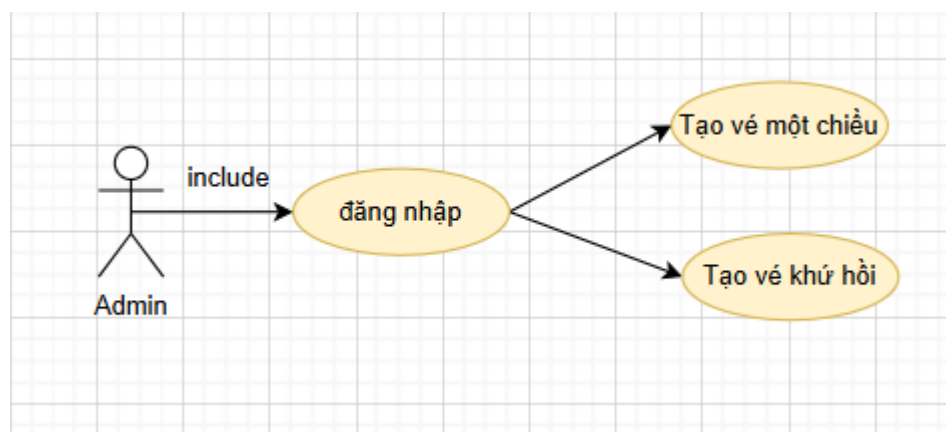 Tạo vé một chiều
include
đăng nhập
Tạo vé khứ hồi
Admin